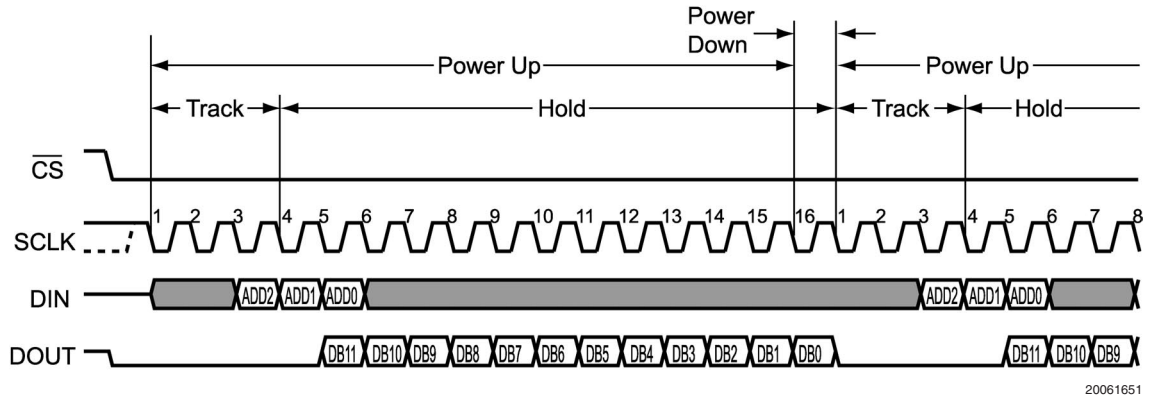 Power
Down
Power Up Power Up
Track Hold Track Hold
CS
SCLK 1 2 3 4 5 6 7 8 9 10 11 12 13 14 15 16 1 2 3 4 5 6 7 8
DIN ADD2 ADD1 ADD0 ADD2 ADD1 ADD0
DOUT DB11 DB10 DB9 DB8 DB7 DB6 DB5 DB4 DB3 DB2 DB1 DB0 DB11 DB10 DB9
20061651